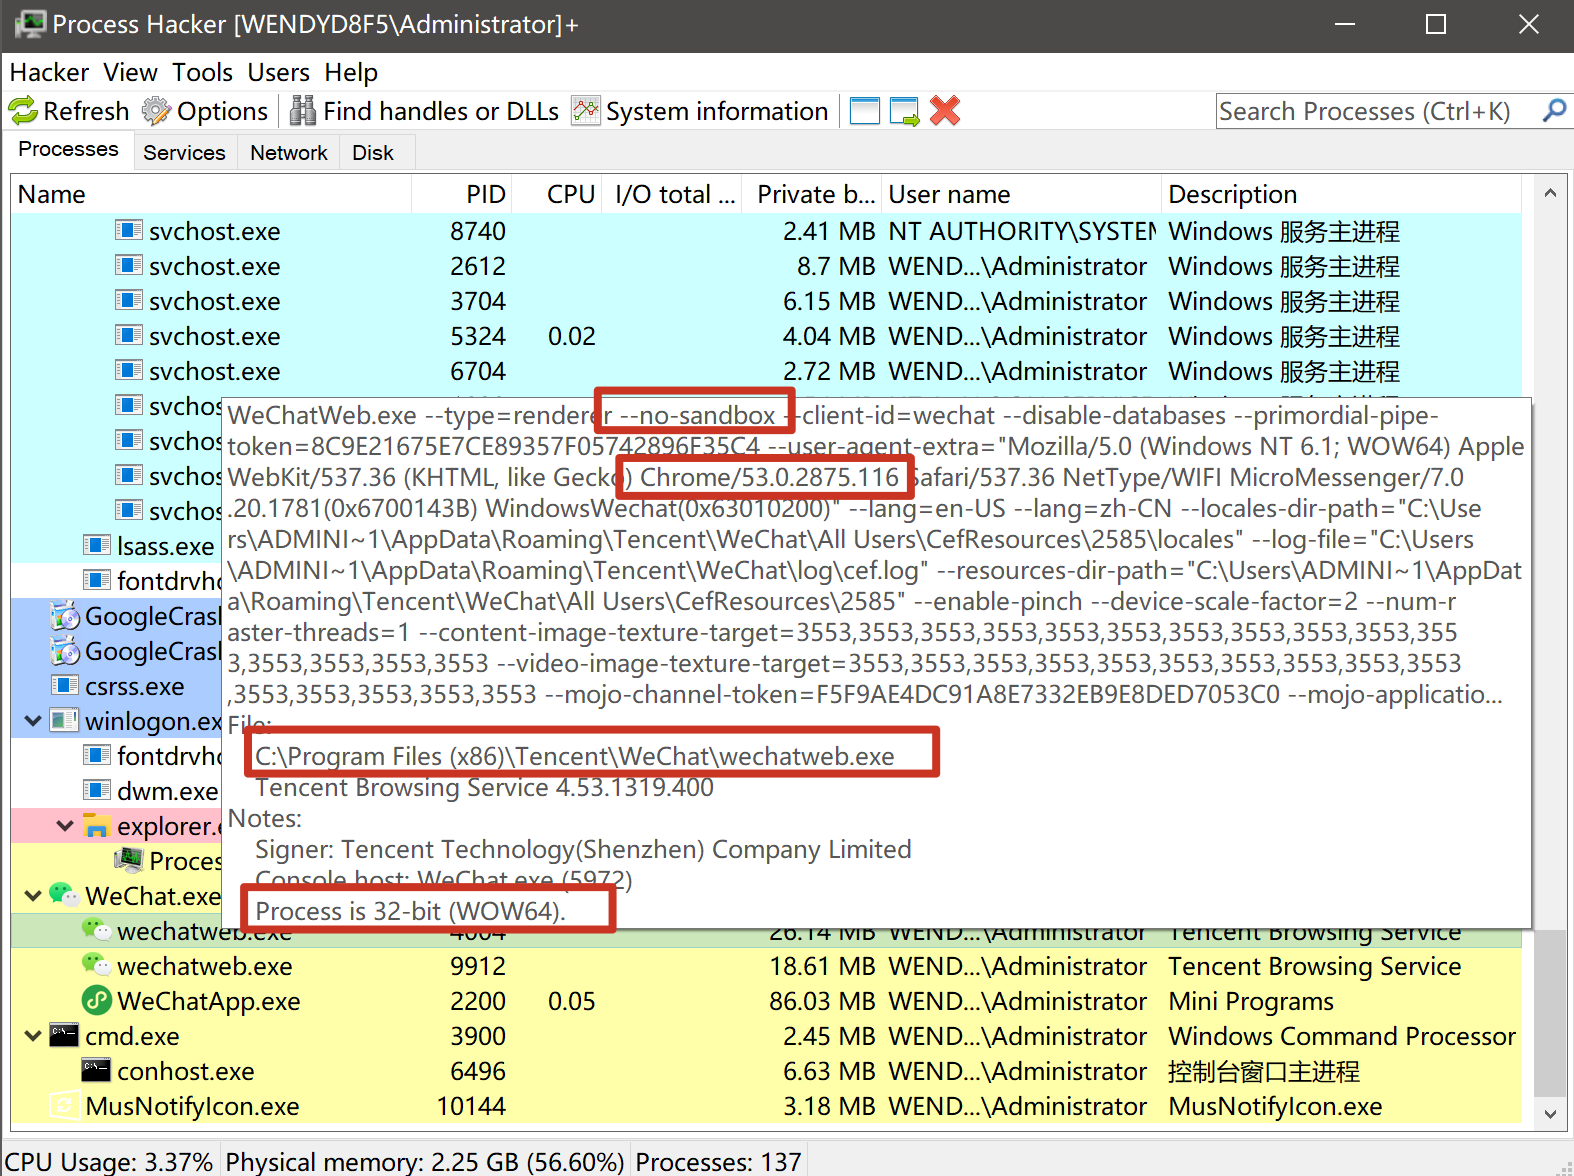 Process Hacker [WENDYD8F5\Administrator]+
Hacker View Tools Users Help
Refresh Options Find handles or DLLs System information Search Processes (Ctrl+K)
Processes Services Network Disk
Name PID CPU I/O total ... Private b... User name Description
svchost.exe 8740 2.41 MB NT AUTHORITY\SYSTEM Windows 服务主进程
svchost.exe 2612 8.7 MB WEND...\Administrator Windows 服务主进程
svchost.exe 3704 6.15 MB WEND...\Administrator Windows 服务主进程
svchost.exe 5324 0.02 4.04 MB WEND...\Administrator Windows 服务主进程
svchost.exe 6704 2.72 MB WEND...\Administrator Windows 服务主进程
svchos
svchos
svchos
svchos
lsass.exe
fontdrvho
GoogleCrasl
GoogleCrasl
csrss.exe
winlogon.ex
fontdrvho
dwm.exe
explorer.e
Proces
WeChat.exe
WeChatWeb.exe --type=renderer --no-sandbox --client-id=wechat --disable-databases --primordial-pipe-
token=8C9E21675E7CE89357F05742896E35C4 --user-agent-extra="Mozilla/5.0 (Windows NT 6.1; WOW64) Apple
WebKit/537.36 (KHTML, like Gecko) Chrome/53.0.2875.116 Safari/537.36 NetType/WIFI MicroMessenger/7.0
.20.1781(0x6700143B) WindowsWechat(0x63010200)" --lang=en-US --lang=zh-CN --locales-dir-path="C:\Use
rs\ADMINI~1\AppData\Roaming\Tencent\WeChat\All Users\CefResources\2585\locales" --log-file="C:\Users
\ADMINI~1\AppData\Roaming\Tencent\WeChat\log\cef.log" --resources-dir-path="C:\Users\ADMINI~1\AppDat
a\Roaming\Tencent\WeChat\All Users\CefResources\2585" --enable-pinch --device-scale-factor=2 --num-r
aster-threads=1 --content-image-texture-target=3553,3553,3553,3553,3553,3553,3553,3553,3553,3553,355
3,3553,3553,3553,3553 --video-image-texture-target=3553,3553,3553,3553,3553,3553,3553,3553,3553,3553
,3553,3553,3553,3553,3553 --mojo-channel-token=F5F9AE4DC91A8E7332EB9E8DED7053C0 --mojo-applicatio...
File:
C:\Program Files (x86)\Tencent\WeChat\wechatweb.exe
Tencent Browsing Service 4.53.1319.400
Notes:
Signer: Tencent Technology(Shenzhen) Company Limited
Console host: WeChat.exe (5972)
Process is 32-bit (WOW64).
wechatweb.exe 4004 26.14 MB WEND...\Administrator Tencent Browsing Service
wechatweb.exe 9912 18.61 MB WEND...\Administrator Tencent Browsing Service
WeChatApp.exe 2200 0.05 86.03 MB WEND...\Administrator Mini Programs
cmd.exe 3900 2.45 MB WEND...\Administrator Windows Command Processor
conhost.exe 6496 6.63 MB WEND...\Administrator 控制台窗口主进程
MusNotifyIcon.exe 10144 3.18 MB WEND...\Administrator MusNotifyIcon.exe
CPU Usage: 3.37% Physical memory: 2.25 GB (56.60%) Processes: 137